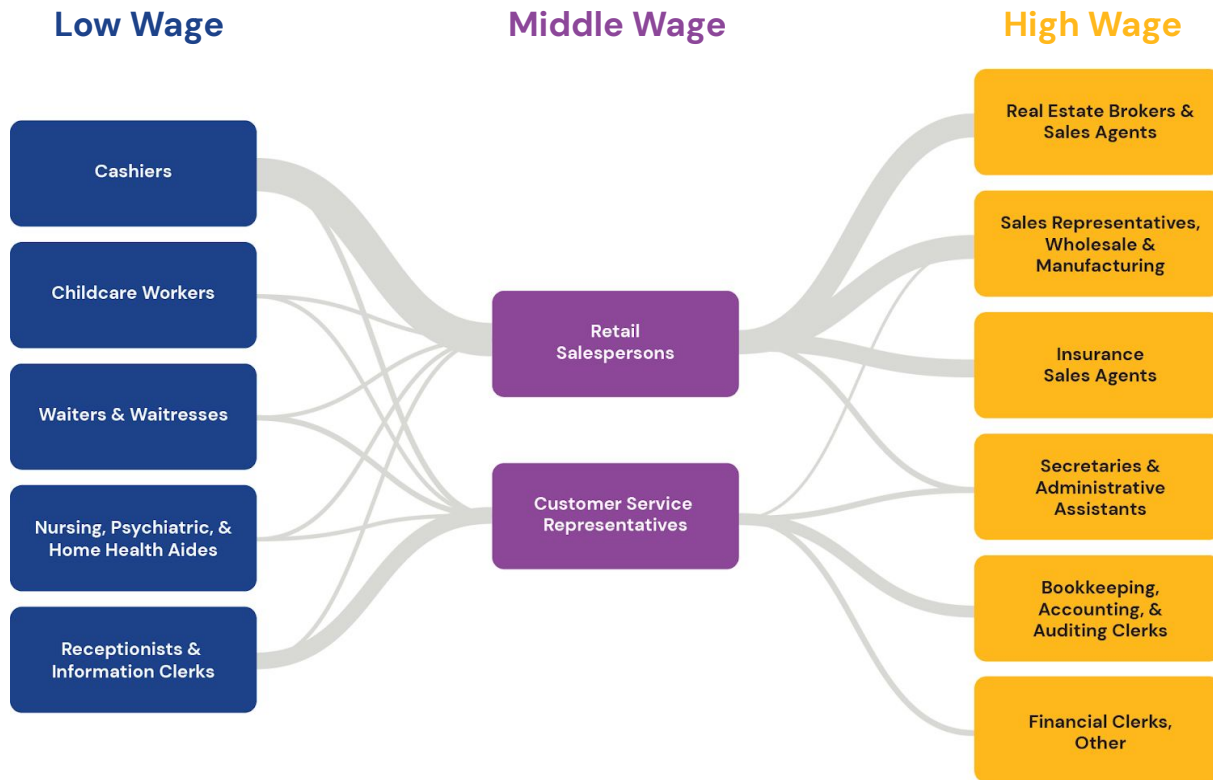 Low Wage
Middle Wage
High Wage
Cashiers
Childcare Workers
Waiters & Waitresses
Nursing, Psychiatric, &
Home Health Aides
Receptionists &
Information Clerks
Retail
Salespersons
Customer Service
Representatives
Real Estate Brokers &
Sales Agents
Sales Representatives,
Wholesale &
Manufacturing
Insurance
Sales Agents
Secretaries &
Administrative
Assistants
Bookkeeping,
Accounting, &
Auditing Clerks
Financial Clerks,
Other